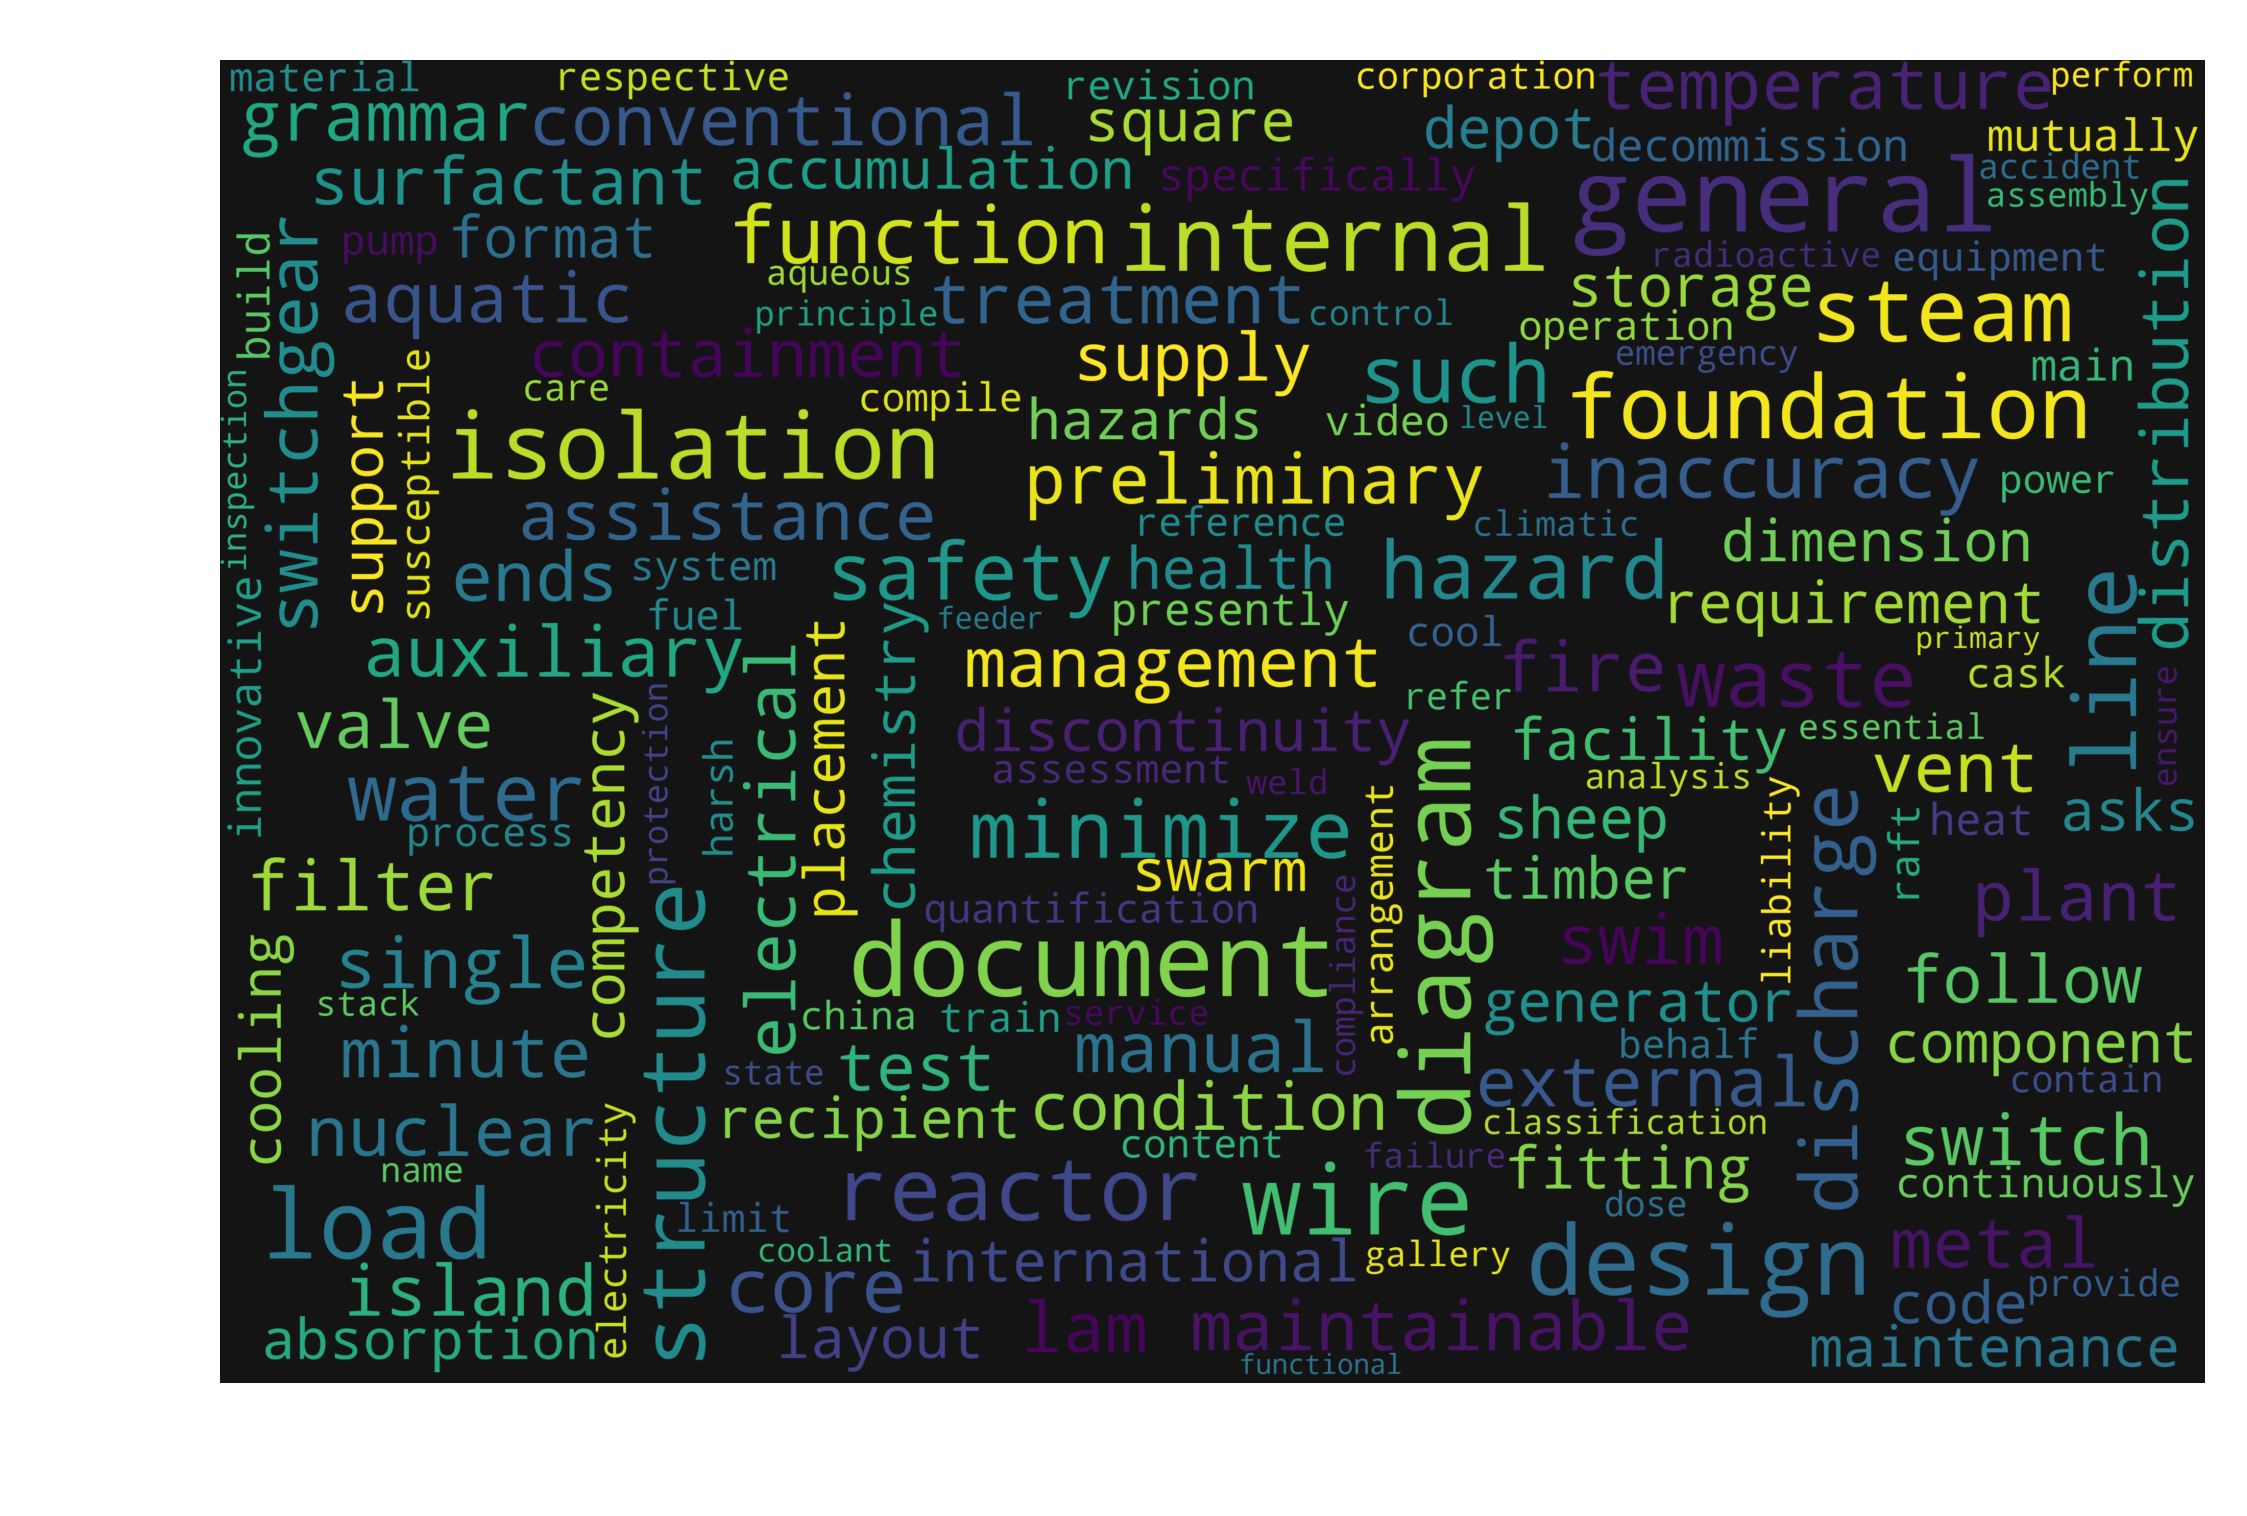 material
respective
revision
corporation
temperature
perform
grammar
conventional
square
depot
decommission
mutually
surfactant
accumulation
specifically
general
accident
assembly
switchgear
pump
format
function
internal
radioactive
equipment
distribution
build
aquatic
aqueous
treatment
storage
steam
principle
control
operation
containment
supply
such
emergency
main
inspection
support
susceptible
care
compile
hazards
video
level
foundation
isolation
preliminary
inaccuracy
power
assistance
reference
climatic
dimension
innovative
ends
system
safety
health
hazard
requirement
line
fuel
feeder
presently
cool
primary
auxiliary
electrical
placement
chemistry
management
fire
waste
cask
ensure
valve
competency
protection
refer
discontinuity
diagram
facility
essential
water
harsh
assessment
weld
analysis
vent
process
minimize
arrangement
sheep
liability
discharge
raft
heat
asks
filter
swarm
timber
plant
quantification
compliance
cooling
single
structure
document
swim
follow
stack
china
train
service
generator
minute
state
test
manual
behalf
component
external
contain
nuclear
electricity
recipient
condition
classification
switch
name
content
failure
fitting
continuously
load
limit
reactor
wire
dose
coolant
international
gallery
design
metal
island
core
code
provide
absorption
layout
lam
maintainable
maintenance
functional